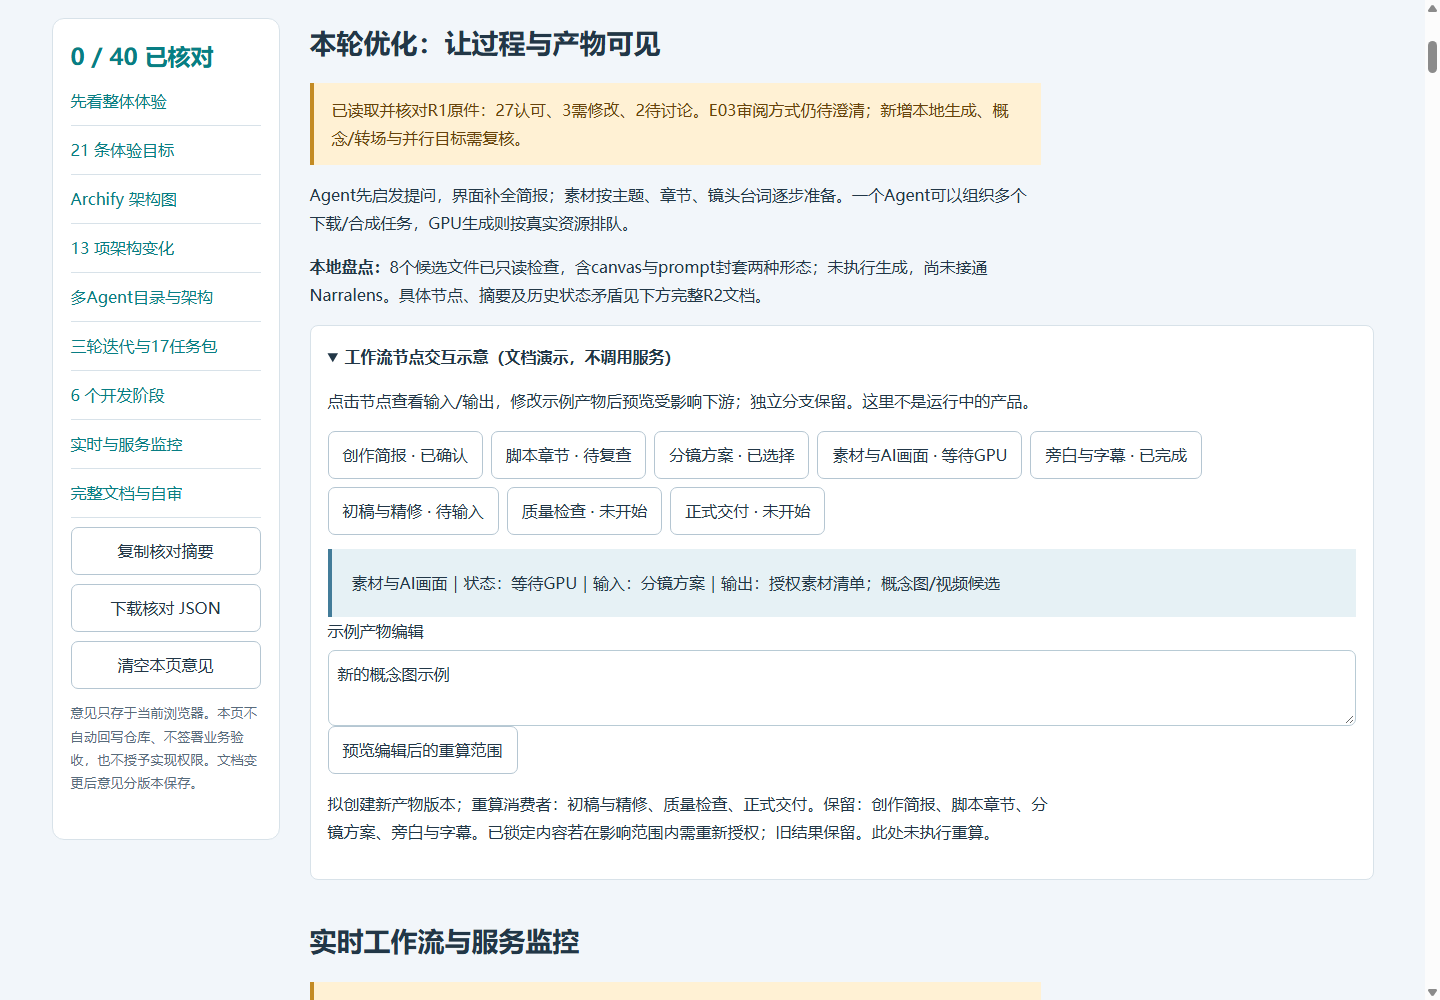 0 / 40 已核对
先看整体体验
21 条体验目标
Archify 架构图
13 项架构变化
多Agent目录与架构
三轮迭代与17任务包
6 个开发阶段
实时与服务监控
完整文档与自审
复制核对摘要
下载核对 JSON
清空本页意见
意见只存于当前浏览器。本页不
自动回写仓库、不签署业务验
收，也不授予实现权限。文档变
更后意见分版本保存。
本轮优化：让过程与产物可见
已读取并核对R1原件：27认可、3需修改、2待讨论。E03审阅方式仍待澄清；新增本地生成、概
念/转场与并行目标需复核。
Agent先启发提问，界面补全简报；素材按主题、章节、镜头台词逐步准备。一个Agent可以组织多个
下载/合成任务，GPU生成则按真实资源排队。
本地盘点：8个候选文件已只读检查，含canvas与prompt封套两种形态；未执行生成，尚未接通
Narralens。具体节点、摘要及历史状态矛盾见下方完整R2文档。
▼ 工作流节点交互示意（文档演示，不调用服务）
点击节点查看输入/输出，修改示例产物后预览受影响下游；独立分支保留。这里不是运行中的产品。
创作简报 · 已确认
脚本章节 · 待复查
分镜方案 · 已选择
素材与AI画面 · 等待GPU
旁白与字幕 · 已完成
初稿与精修 · 待输入
质量检查 · 未开始
正式交付 · 未开始
素材与AI画面 | 状态：等待GPU | 输入：分镜方案 | 输出：授权素材清单；概念图/视频候选
示例产物编辑
新的概念图示例
预览编辑后的重算范围
拟创建新产物版本；重算消费者：初稿与精修、质量检查、正式交付。保留：创作简报、脚本章节、分
镜方案、旁白与字幕。已锁定内容若在影响范围内需重新授权；旧结果保留。此处未执行重算。
实时工作流与服务监控